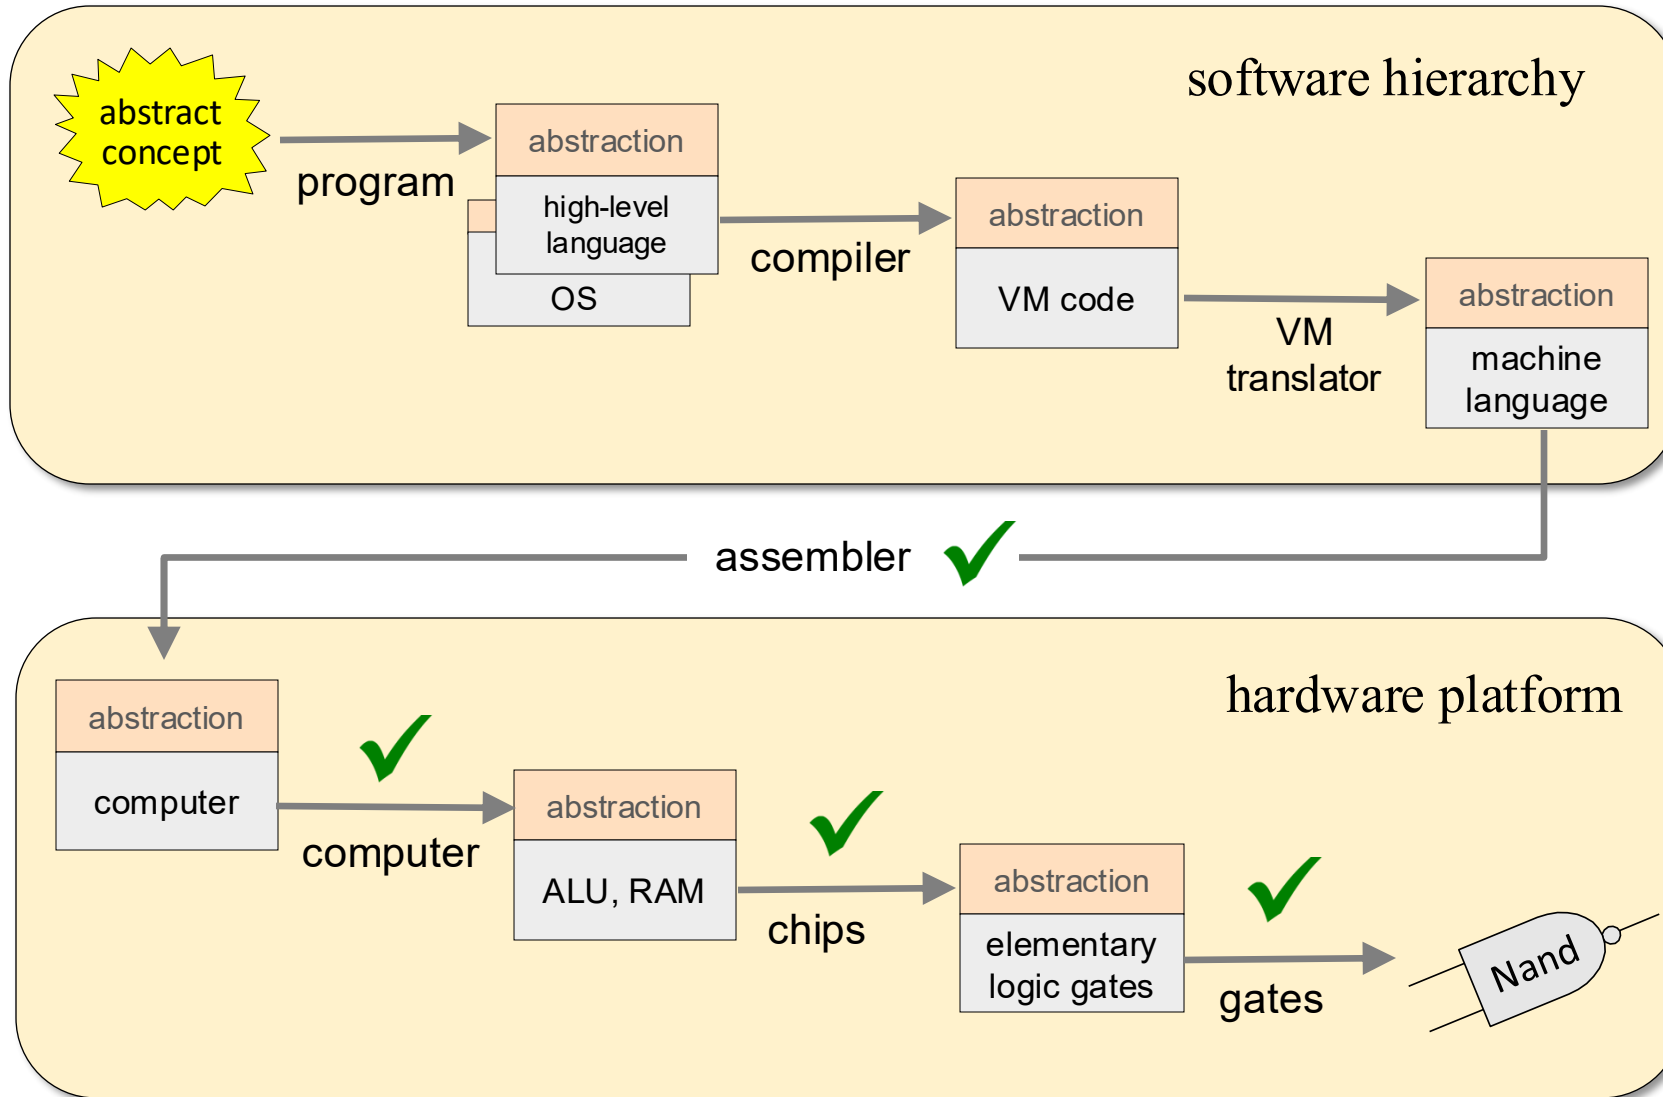 software hierarchy
abstract
concept
program
abstraction
high-level
language
OS
compiler
abstraction
VM code
VM
translator
abstraction
machine
language
assembler
hardware platform
abstraction
computer
computer
abstraction
ALU, RAM
chips
abstraction
elementary
logic gates
gates
Nand